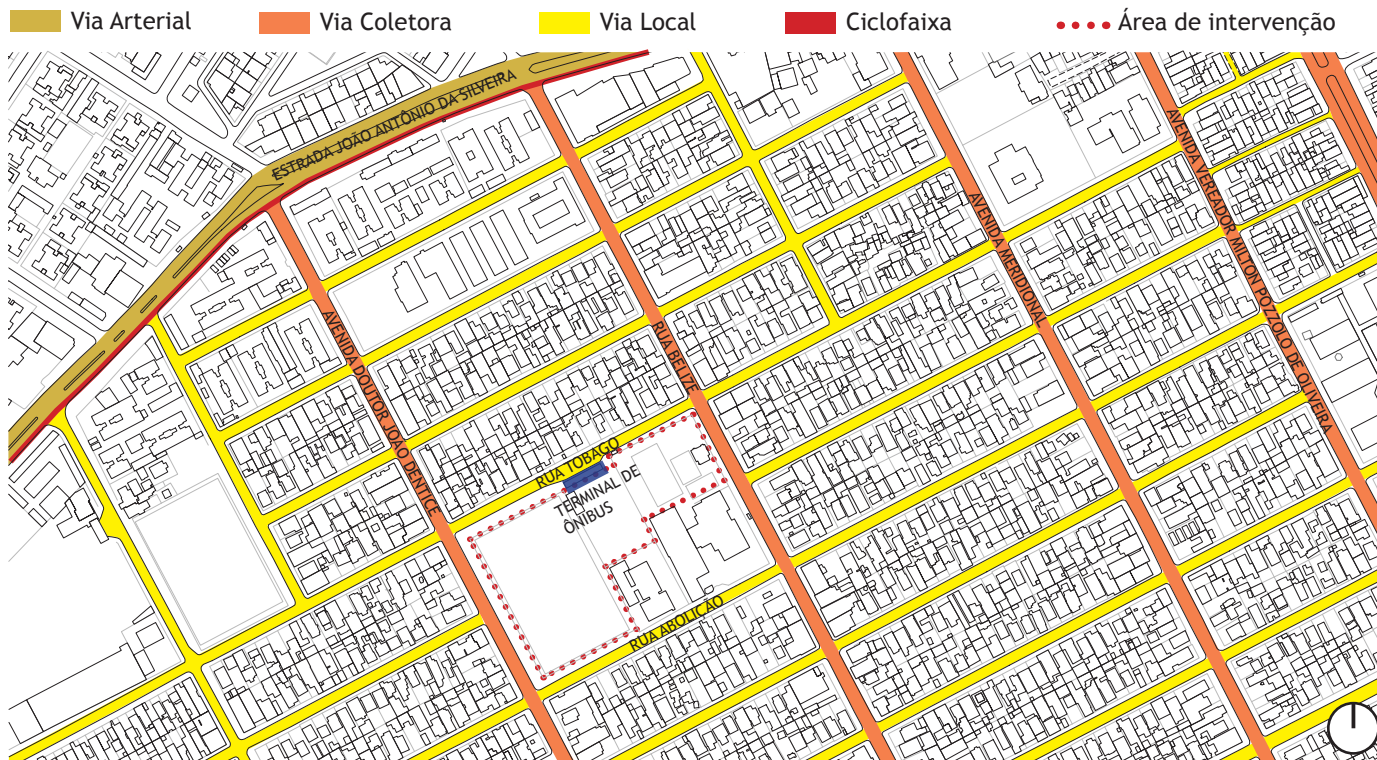 Via Arterial
Via Coletora
Via Local
Ciclofaixa
Área de intervenção
ESTRADA JOÃO ANTÔNIO DA SILVEIRA
AVENIDA VEREADOR MILTON POZZOLO DE OLIVEIRA
AVENIDA MERIDIONAL
AVENIDA DOUTOR JOÃO DENTICE
RUA BELIZE
RUA TOBAGO
TERMINAL DE
ÔNIBUS
RUA ABOLIÇÃO